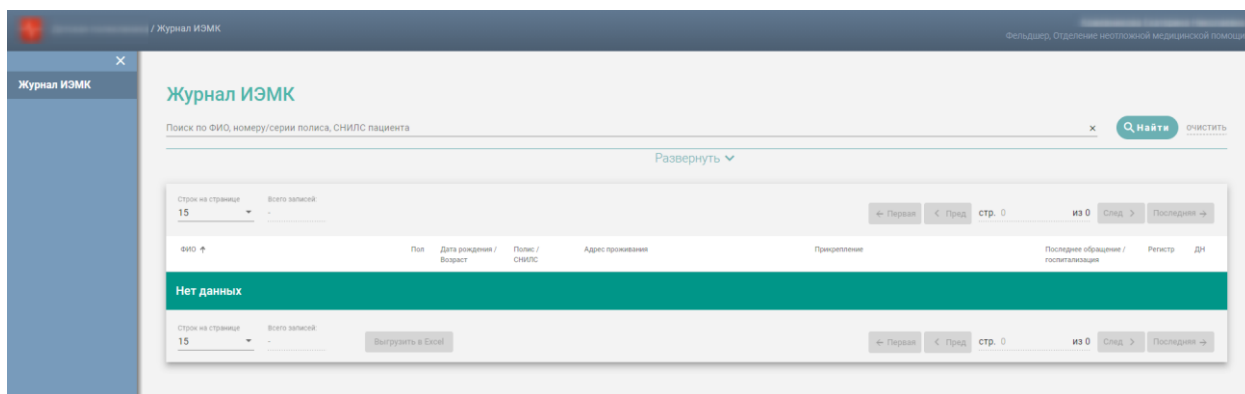 / Журнал ИЭМК
Фельдшер, Отделение неотложной медицинской помощи
Журнал ИЭМК
Журнал ИЭМК
Поиск по ФИО, номеру/серии полиса, СНИЛС пациента
× Найти очистить
Развернуть
Строк на странице Всего записей:
15 -
← Первая < Пред стр. 0 из 0 След > Последняя →
ФИО ↑ Пол Дата рождения / Полис / Адрес проживания Прикрепление Последнее обращение / Регистр ДН
Возраст СНИЛС госпитализация
Нет данных
Строк на странице Всего записей:
15 - Выгрузить в Excel
← Первая < Пред стр. 0 из 0 След > Последняя →